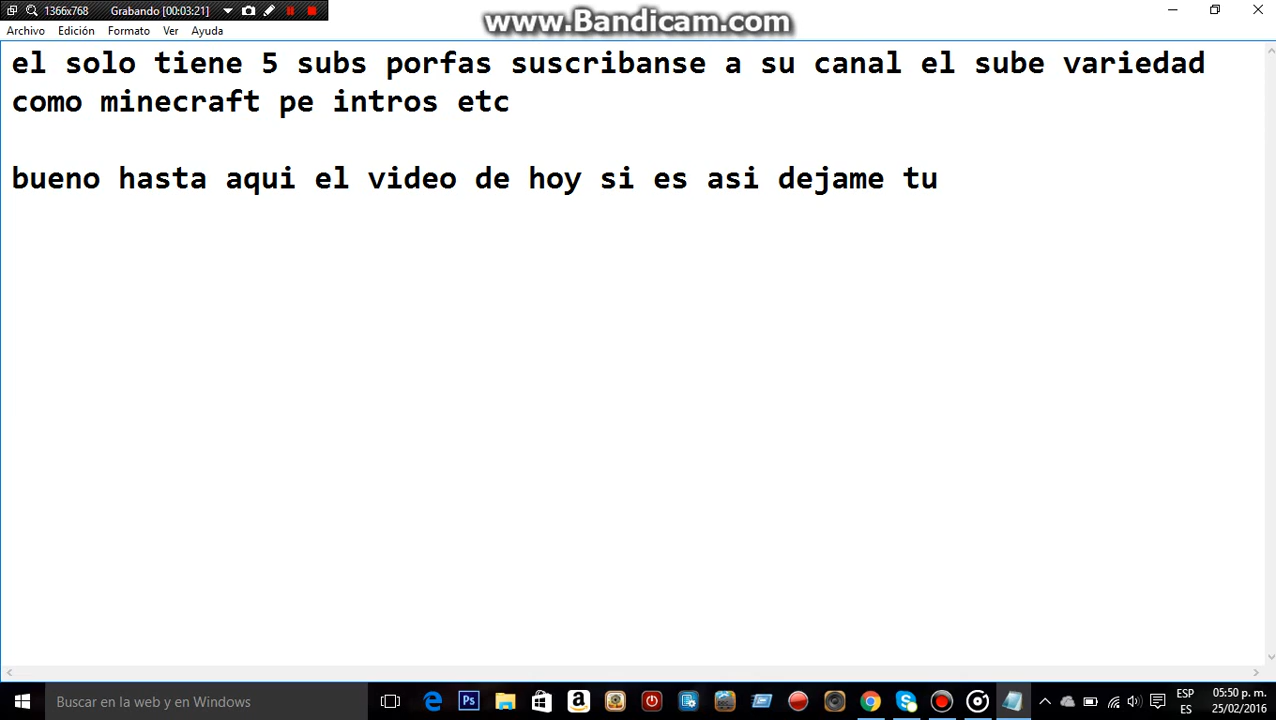 1366x768 Grabando [00:03:21]
www.Bandicam.com
Archivo Edición Formato Ver Ayuda
el solo tiene 5 subs porfas suscribanse a su canal el sube variedad
como minecraft pe intros etc
bueno hasta aqui el video de hoy si es asi dejame tu
Buscar en la web y en Windows
ESP
ES
05:50 p. m.
25/02/2016